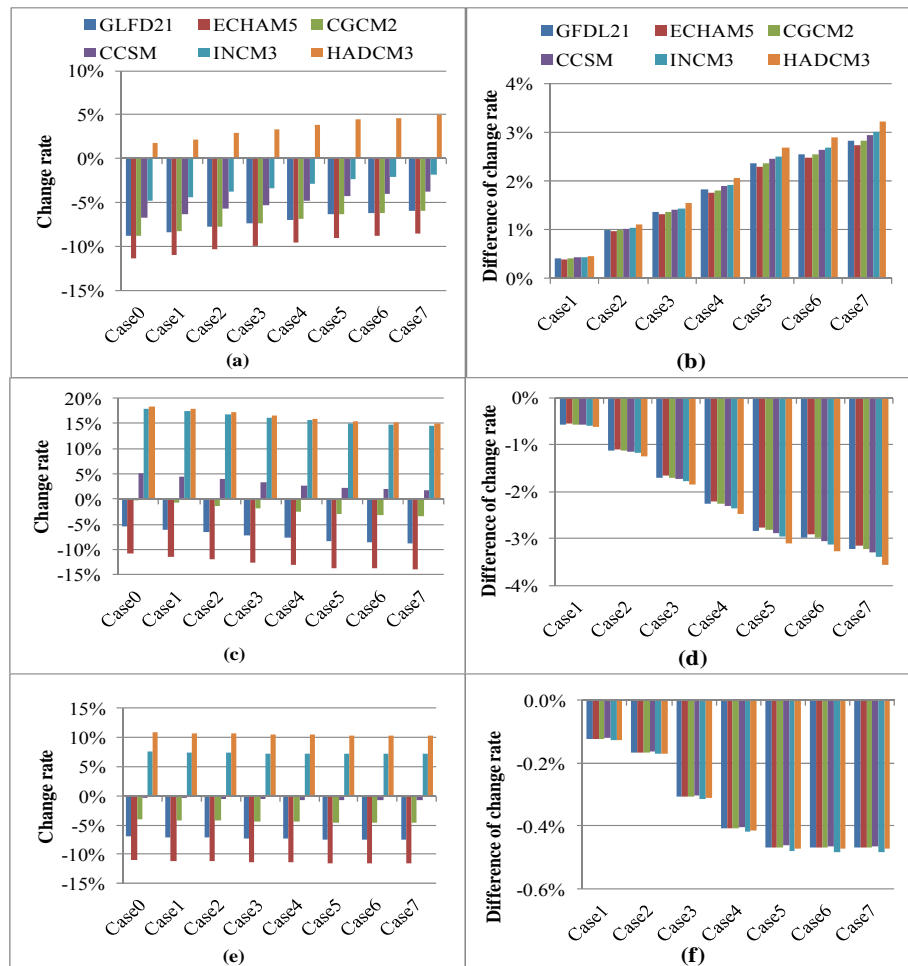 GLFD21 ECHAM5 CGCM2
CCSM INCM3 HADCM3
10%
5%
0%
-5%
-10%
-15%
Change rate
Case0 Case1 Case2 Case3 Case4 Case5 Case6 Case7
(a)
GFDL21 ECHAM5 CGCM2
CCSM INCM3 HADCM3
4%
3%
2%
1%
0%
Difference of change rate
Case1 Case2 Case3 Case4 Case5 Case6 Case7
(b)
20%
15%
10%
5%
0%
-5%
-10%
-15%
Change rate
Case0 Case1 Case2 Case3 Case4 Case5 Case6 Case7
(c)
0%
-1%
-2%
-3%
-4%
Difference of change rate
Case1 Case2 Case3 Case4 Case5 Case6 Case7
(d)
15%
10%
5%
0%
-5%
-10%
-15%
Change rate
Case0 Case1 Case2 Case3 Case4 Case5 Case6 Case7
(e)
0.0%
-0.2%
-0.4%
-0.6%
Difference of change rate
Case1 Case2 Case3 Case4 Case5 Case6 Case7
(f)